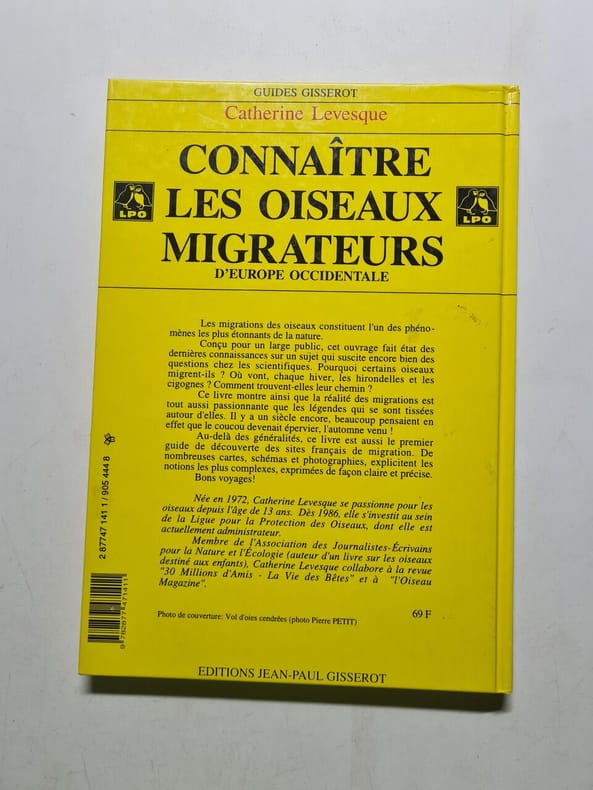 GUIDES GISSEROT
Catherine Levesque
CONNAÎTRE
LES OISEAUX
MIGRATEURS
D'EUROPE OCCIDENTALE
LPO
LPO
Les migrations des oiseaux constituent l'un des phéno-
mènes les plus étonnants de la nature.
Conçu pour un large public, cet ouvrage fait état des
dernières connaissances sur un sujet qui suscite encore bien des
questions chez les scientifiques. Pourquoi certains oiseaux
migrent-ils ? Où vont, chaque hiver, les hirondelles et les
cigognes ? Comment trouvent-elles leur chemin ?
Ce livre montre ainsi que la réalité des migrations est
tout aussi passionnante que les légendes qui se sont tissées
autour d'elles. Il y a un siècle encore, beaucoup pensaient en
effet que le coucou devenait épervier, l'automne venu !
Au-delà des généralités, ce livre est aussi le premier
guide de découverte des sites français de migration. De
nombreuses cartes, schémas et photographies, explicitent les
notions les plus complexes, exprimées de façon claire et précise.
Bons voyages!
Née en 1972, Catherine Levesque se passionne pour les
oiseaux depuis l'âge de 13 ans. Dès 1986, elle s'investit au sein
de la Ligue pour la Protection des Oiseaux, dont elle est
actuellement administrateur.
Membre de l'Association des Journalistes-Écrivains
pour la Nature et l'Écologie (auteur d'un livre sur les oiseaux
destiné aux enfants), Catherine Levesque collabore à la revue
"30 Millions d'Amis - La Vie des Bêtes" et à "l'Oiseau
Magazine".
Photo de couverture: Vol d'oies cendrées (photo Pierre PETIT)
69 F
2 87747 141 1 / 905 444 8
9 782877 471411
EDITIONS JEAN-PAUL GISSEROT